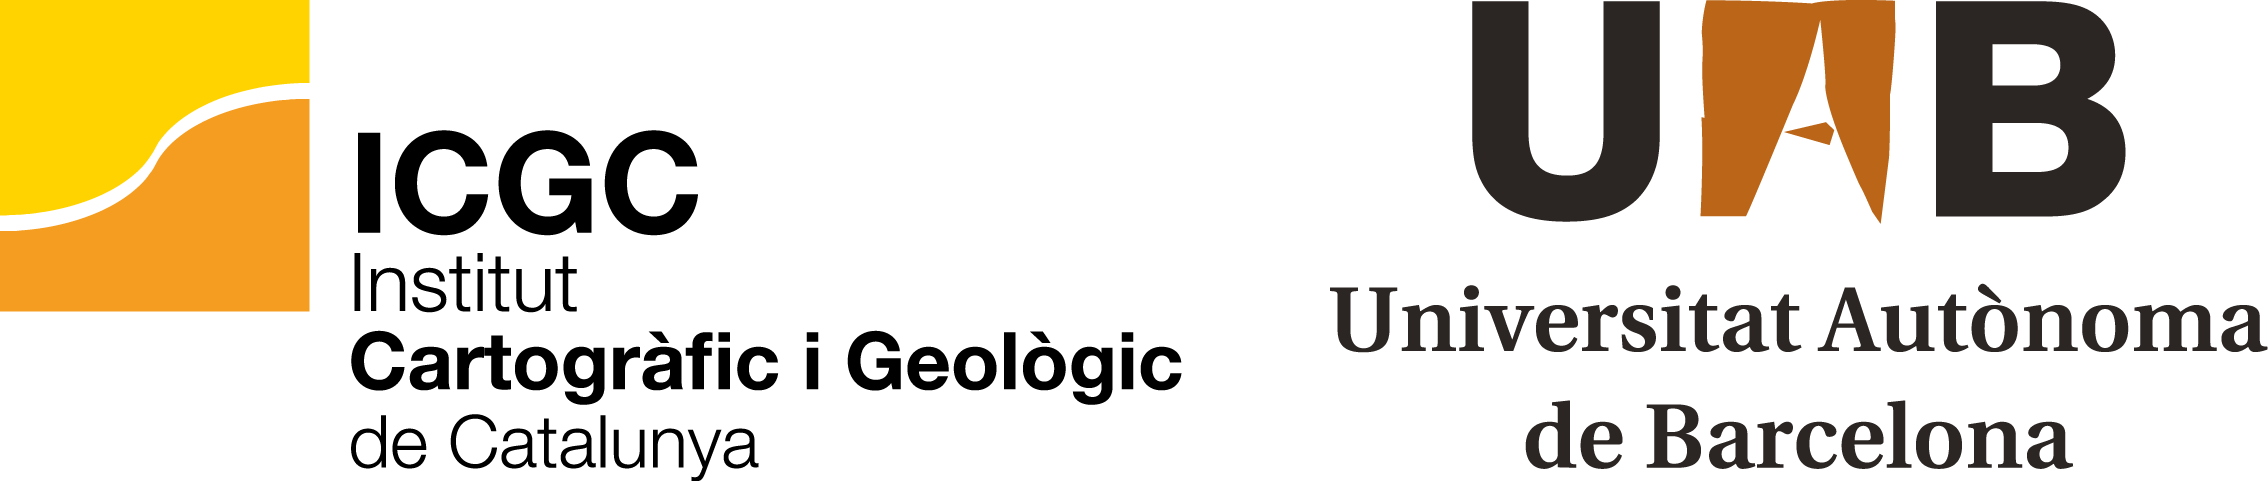 ICGC
Institut
Cartogràfic i Geològic
de Catalunya
UAB
Universitat Autònoma
de Barcelona